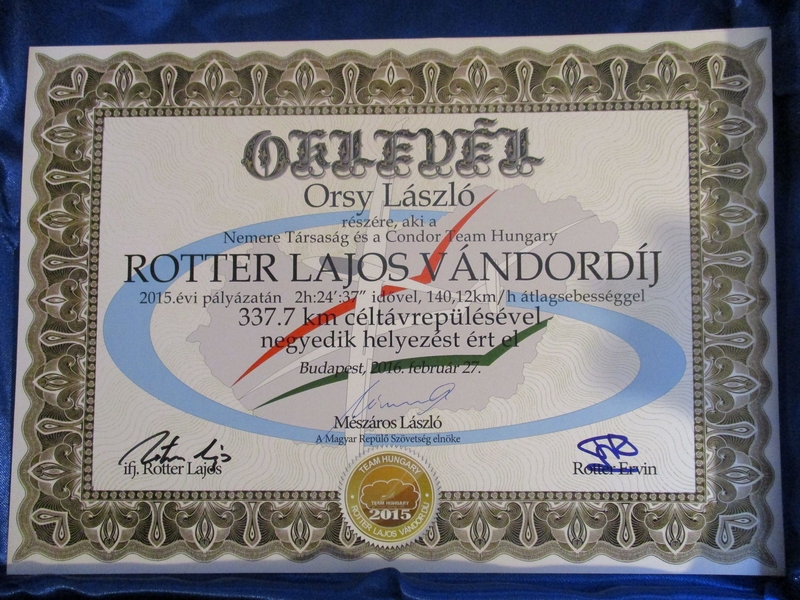 OKLEVÉL
Orsy László
részére, aki a
Nemere Társaság és a Condor Team Hungary
ROTTER LAJOS VÁNDORDÍJ
2015.évi pályázatán 2h:24':37" idővel, 140,12km/h átlagsebességgel
337.7 km céltávrepülésével
negyedik helyezést ért el
Budapest, 2016. február 27.
Mészáros László
A Magyar Repülő Szövetség elnöke
ifj. Rotter Lajos
Rotter Ervin
TEAM HUNGARY
TEAM HUNGARY
2015
ROTTER LAJOS VÁNDORDÍJ